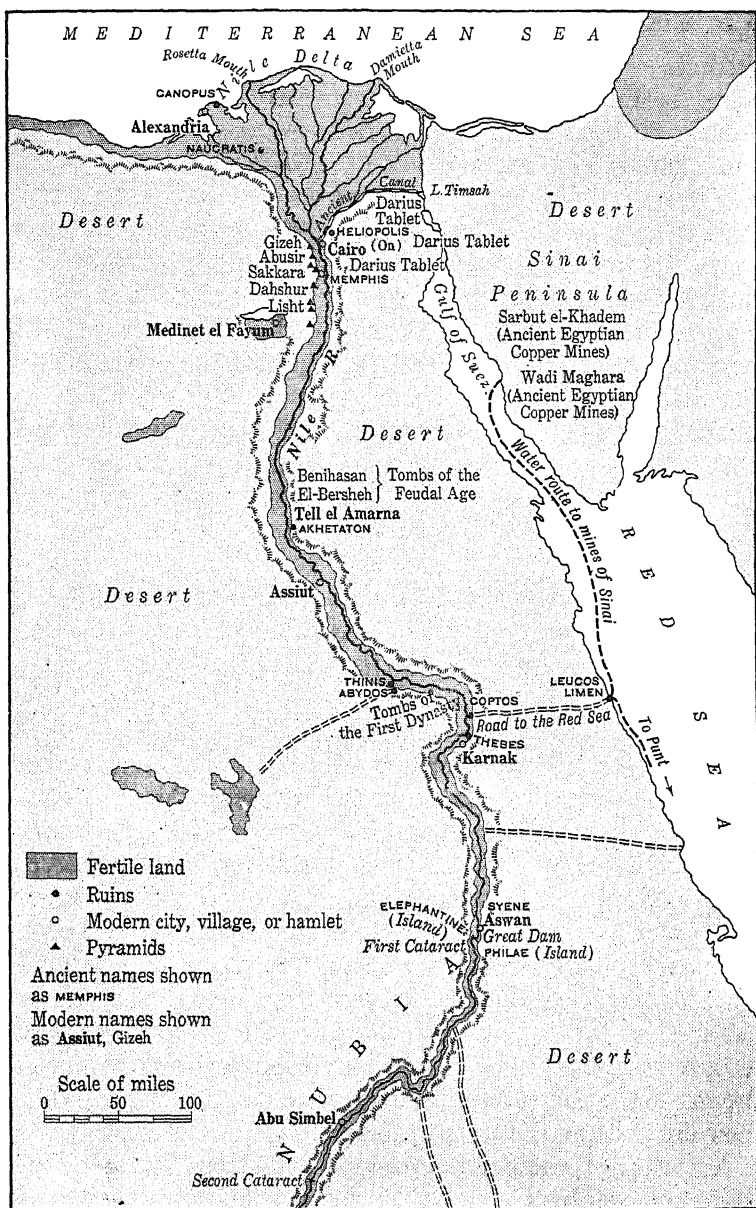 MEDITERRANEAN SEA
Rosetta Mouth
Nile Delta
Damietta
Mouth
CANOPUS
Alexandria
NAUCRATIS
Ancient Canal
L. Timsah
Desert
Desert
Darius
Tablet
HELIOPOLIS
Gizeh
Cairo (On)
Darius Tablet
Abusir
Sakkara
Darius Tablet
MEMPHIS
Dahshur
Lisht
Medinet el Fayum
Sinai
Peninsula
Sarbut el-Khadem
(Ancient Egyptian
Copper Mines)
Gulf of Suez
Wadi Maghara
(Ancient Egyptian
Copper Mines)
Nile R.
Desert
Water route to mines of Sinai
Benihasan
El-Bersheh
Tombs of the
Feudal Age
Tell el Amarna
AKHETATON
RED SEA
Desert
Assiut
THINIS
ABYDOS
Tombs of
the First Dynasty
COPTOS
LEUCOS
LIMEN
Road to the Red Sea
THEBES
Karnak
To Punt
Fertile land
Ruins
Modern city, village, or hamlet
Pyramids
Ancient names shown
as MEMPHIS
Modern names shown
as Assiut, Gizeh
Scale of miles
0 50 100
ELEPHANTINE
(Island)
First Cataract
SYENE
Aswan
Great Dam
PHILAE (Island)
NUBIA
Desert
Abu Simbel
Second Cataract